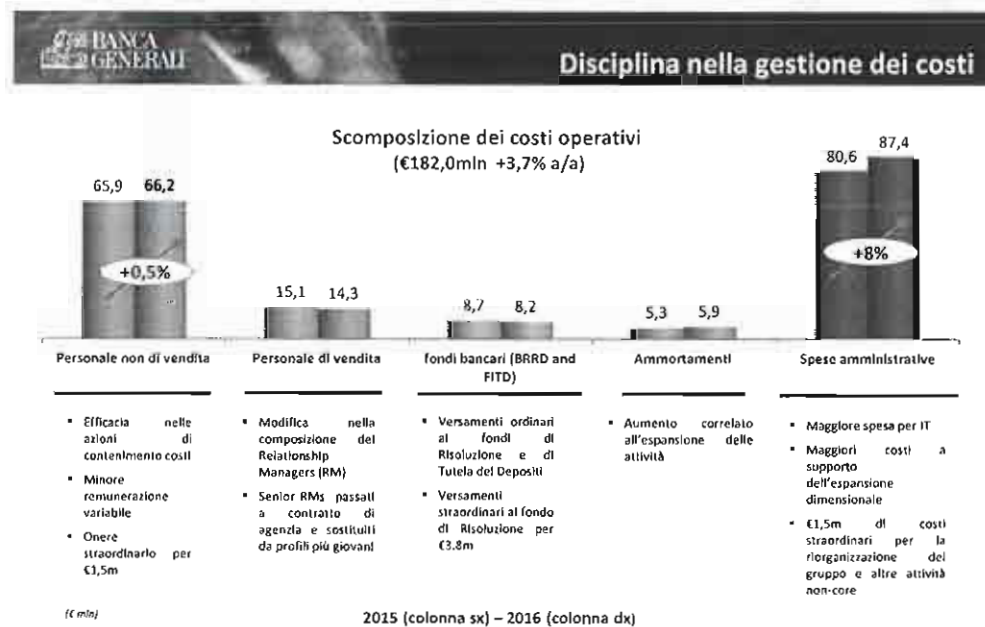 BANCA
GENERALI
Disciplina nella gestione dei costi
Scomposizione dei costi operativi
(€182,0mln +3,7% a/a)
65,9 66,2
+0,5%
15,1 14,3
8,7 8,2
5,3 5,9
80,6 87,4
+8%
Personale non di vendita
Personale di vendita
fondi bancari (BRRD and
FITD)
Ammortamenti
Spese amministrative
▪ Efficacia nelle
azioni di
contenimento costi
▪ Minore
remunerazione
variabile
▪ Onere
straordinario per
€1,5m
▪ Modifica nella
composizione dei
Relationship
Managers (RM)
▪ Senior RMs passati
a contratto di
agenzia e sostituiti
da profili più giovani
▪ Versamenti ordinari
ai fondi di
Risoluzione e di
Tutela dei Depositi
▪ Versamenti
straordinari al fondo
di Risoluzione per
€3.8m
▪ Aumento correlato
all'espansione delle
attività
▪ Maggiore spesa per IT
▪ Maggiori costi a
supporto
dell'espansione
dimensionale
▪ €1,5m di costi
straordinari per la
riorganizzazione del
gruppo e altre attività
non-core
(€ mln)
2015 (colonna sx) – 2016 (colonna dx)